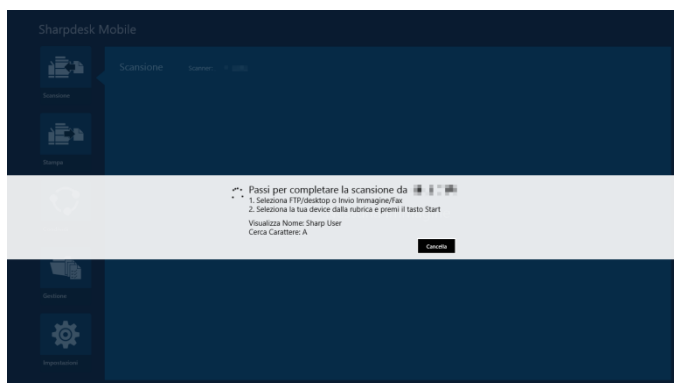 Sharpdesk Mobile
Scansione
Scanner:
Scansione
Stampa
Passi per completare la scansione da
1. Seleziona FTP/desktop o Invio Immagine/Fax
2. Seleziona la tua device dalla rubrica e premi il tasto Start
Visualizza Nome: Sharp User
Cerca Carattere: A
Cancella
Gestione
Impostazioni